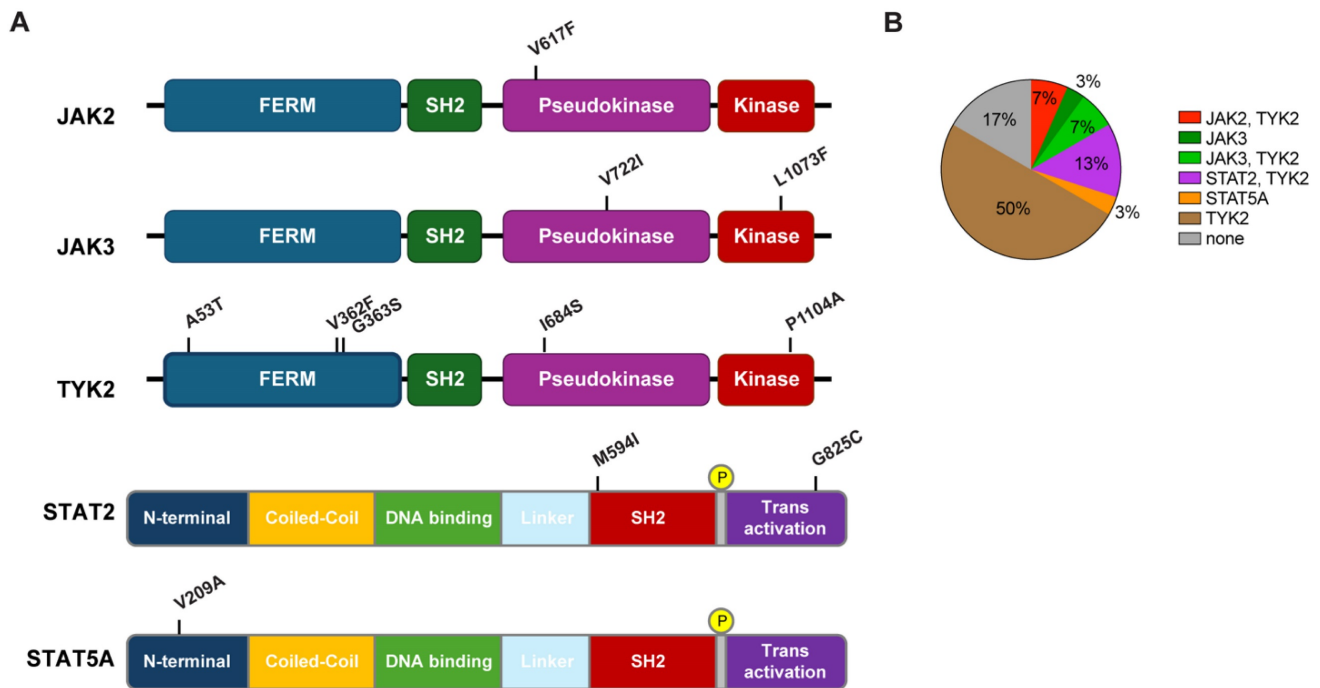 A
V617F
JAK2
FERM
SH2
Pseudokinase
Kinase
V722I
L1073F
JAK3
FERM
SH2
Pseudokinase
Kinase
A53T
V362F
G363S
I684S
P1104A
TYK2
FERM
SH2
Pseudokinase
Kinase
M594I
G825C
P
STAT2
N-terminal
Coiled-Coil
DNA binding
Linker
SH2
Trans
activation
V209A
P
STAT5A
N-terminal
Coiled-Coil
DNA binding
Linker
SH2
Trans
activation
B
7%
3%
7%
13%
3%
50%
17%
JAK2, TYK2
JAK3
JAK3, TYK2
STAT2, TYK2
STAT5A
TYK2
none